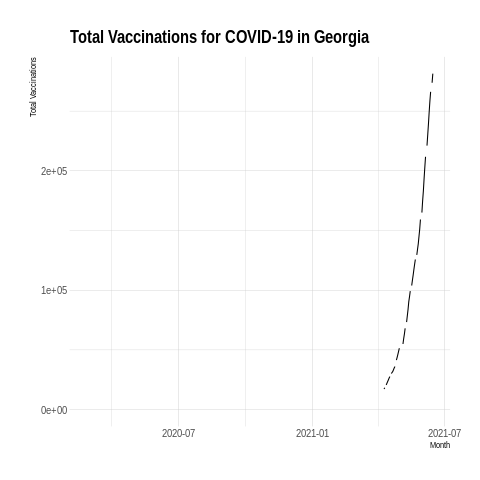 Total Vaccinations for COVID-19 in Georgia
Total Vaccinations
2e+05
1e+05
0e+00
2020-07
2021-01
2021-07
Month